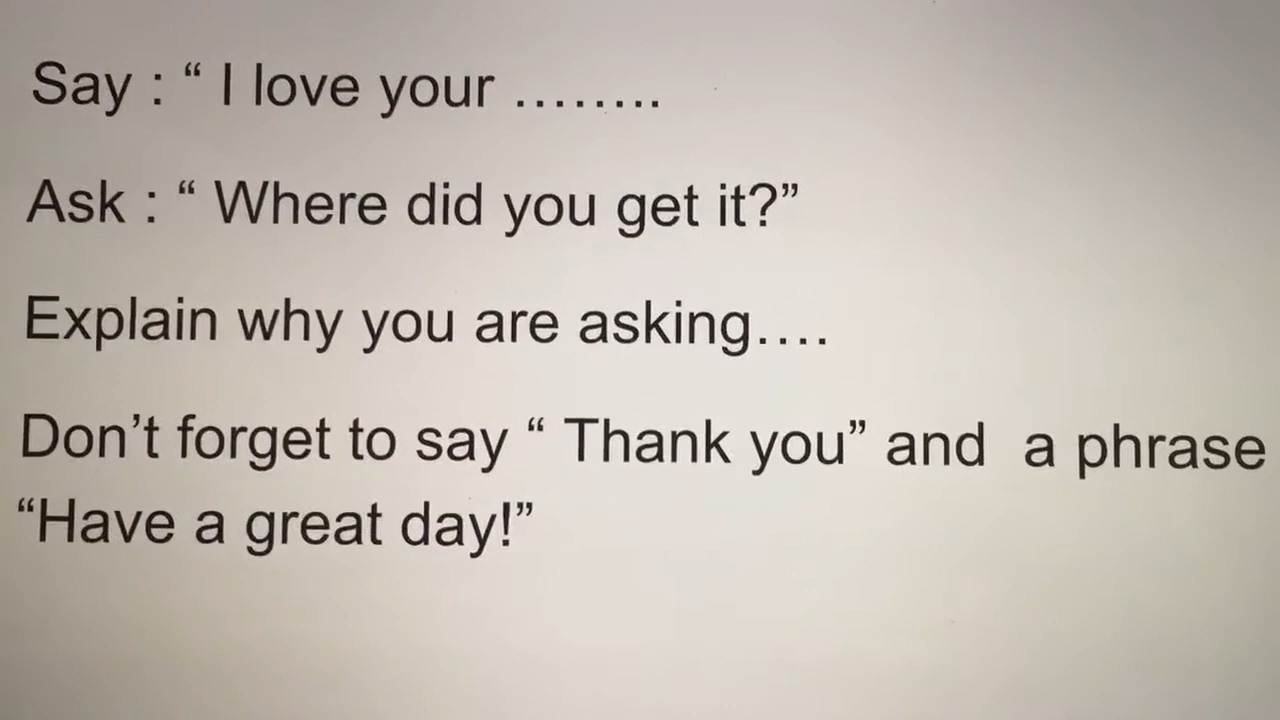 Say : “ I love your ........
Ask : “ Where did you get it?”
Explain why you are asking....
Don’t forget to say “ Thank you” and  a phrase
“Have a great day!”